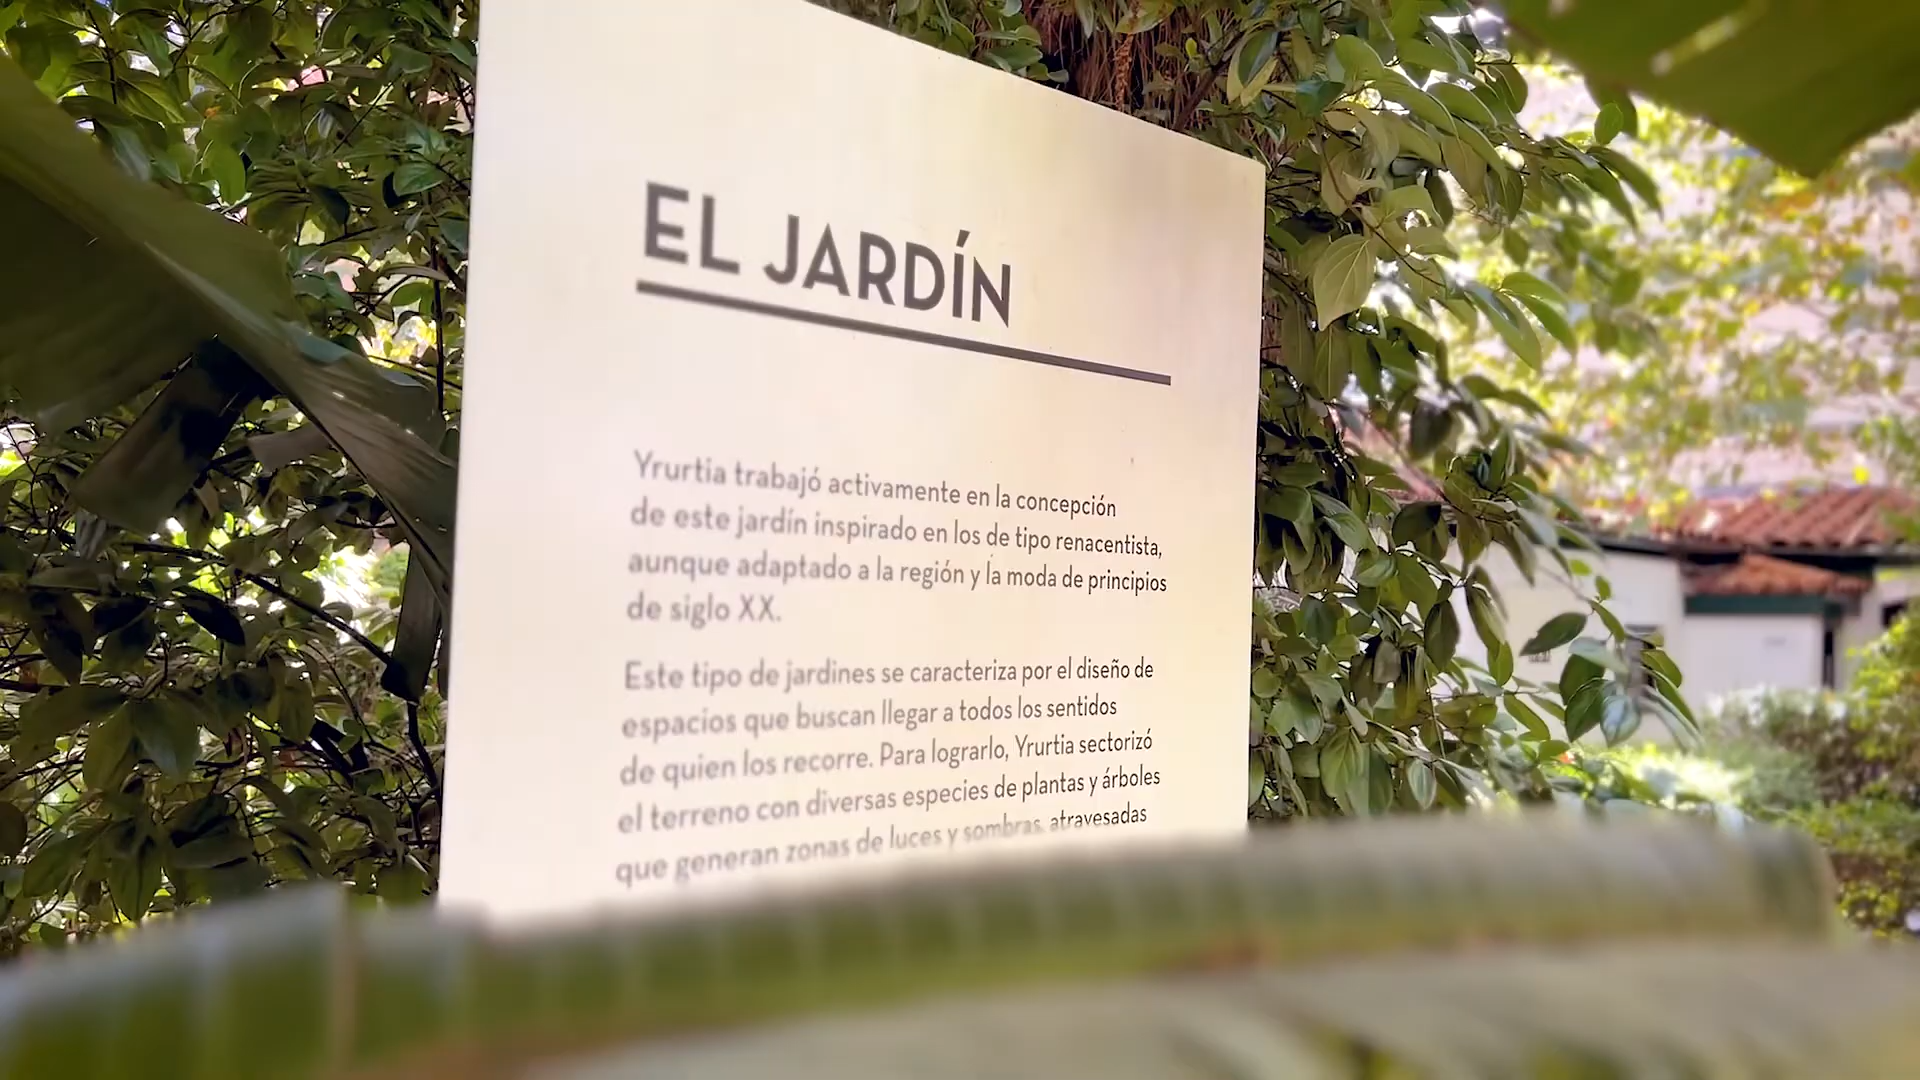 EL JARDÍN
Yrurtia trabajó activamente en la concepción
de este jardín inspirado en los de tipo renacentista,
aunque adaptado a la región y la moda de principios
de siglo XX.
Este tipo de jardines se caracteriza por el diseño de
espacios que buscan llegar a todos los sentidos
de quien los recorre. Para lograrlo, Yrurtia sectorizó
el terreno con diversas especies de plantas y árboles
que generan zonas de luces y sombras, atravesadas